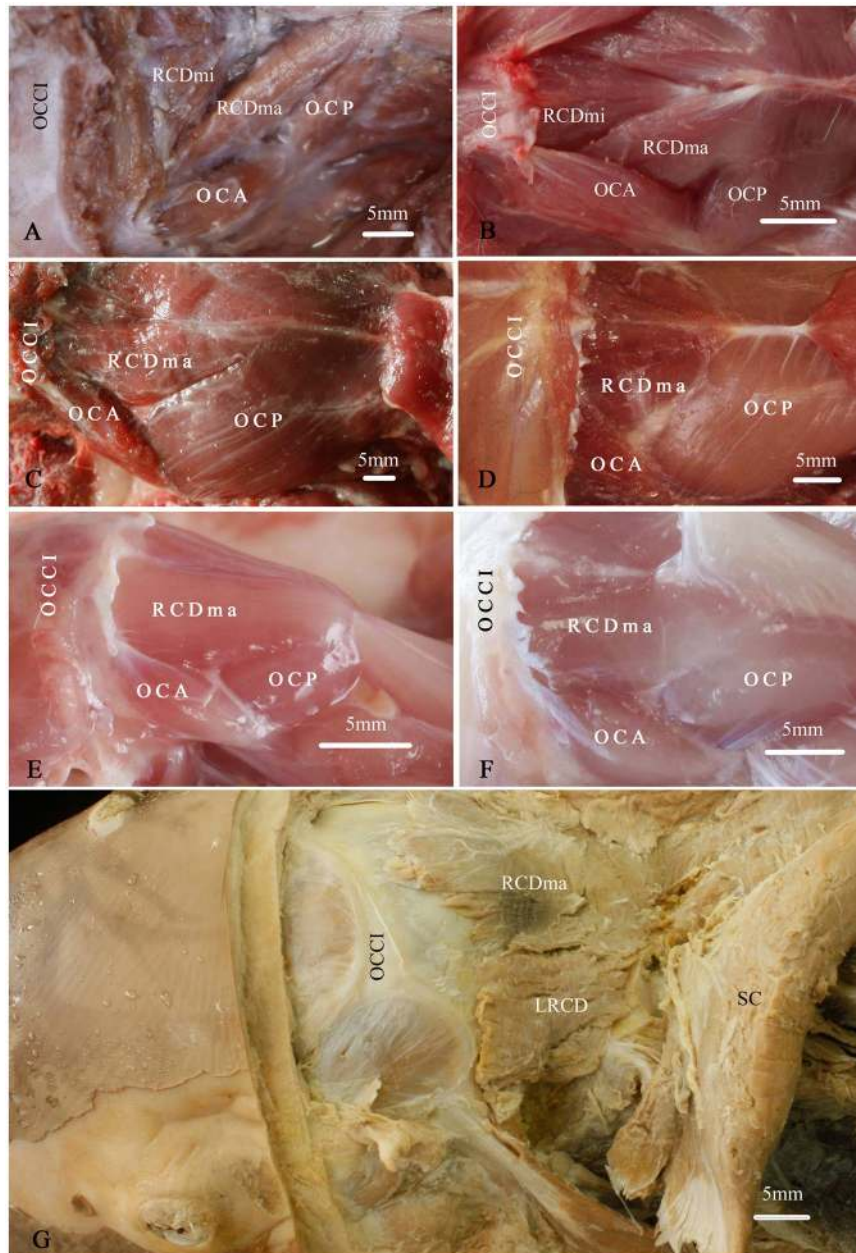 OCCI
RCDmi
RCDma
OCP
OCA
5mm
A
OCCI
RCDmi
RCDma
OCA
OCP
5mm
B
OCCI
RCDma
OCA
OCP
5mm
C
OCCI
RCDma
OCP
OCA
5mm
D
OCCI
RCDma
OCA
OCP
5mm
E
OCCI
RCDma
OCP
OCA
5mm
F
RCDma
OCCI
LRCD
SC
5mm
G